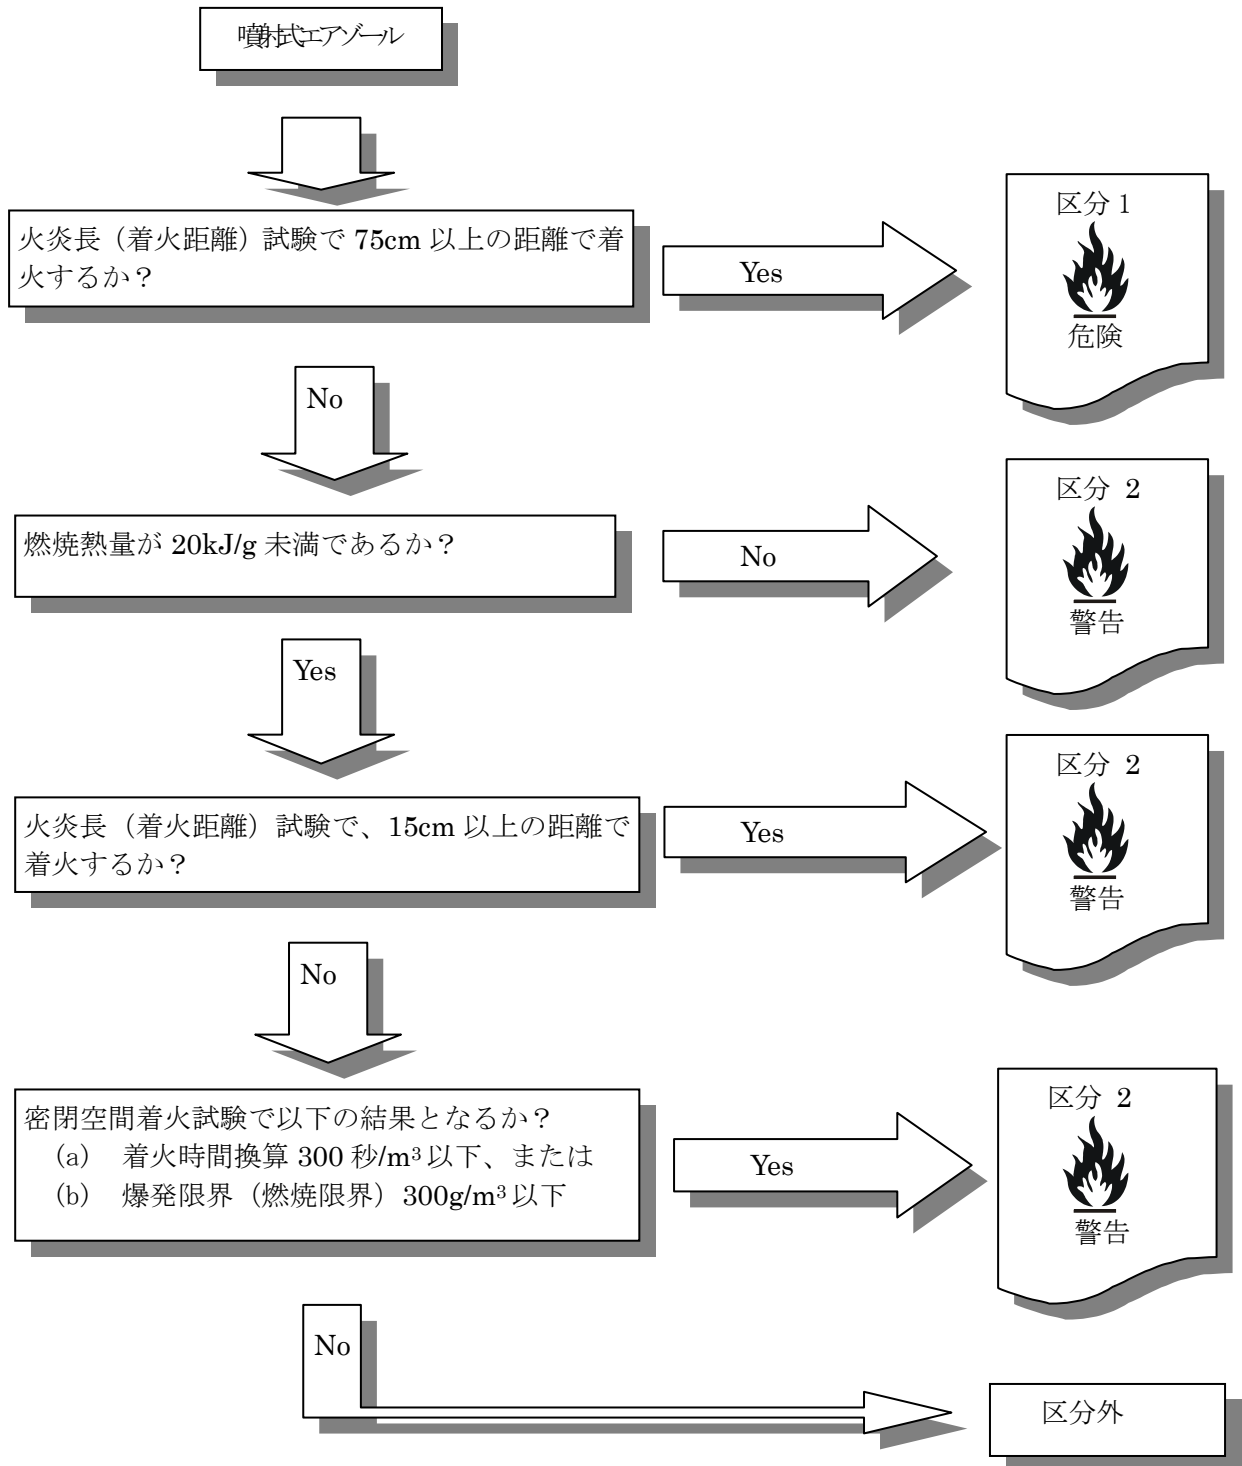 噴射式エアゾール
火炎長（着火距離）試験で 75cm 以上の距離で着
火するか？
Yes
区分 1
危険
No
燃焼熱量が 20kJ/g 未満であるか？
No
区分 2
警告
Yes
火炎長（着火距離）試験で、15cm 以上の距離で
着火するか？
Yes
区分 2
警告
No
密閉空間着火試験で以下の結果となるか？
(a) 着火時間換算 300 秒/m³以下、または
(b) 爆発限界（燃焼限界）300g/m³以下
Yes
区分 2
警告
No
区分外